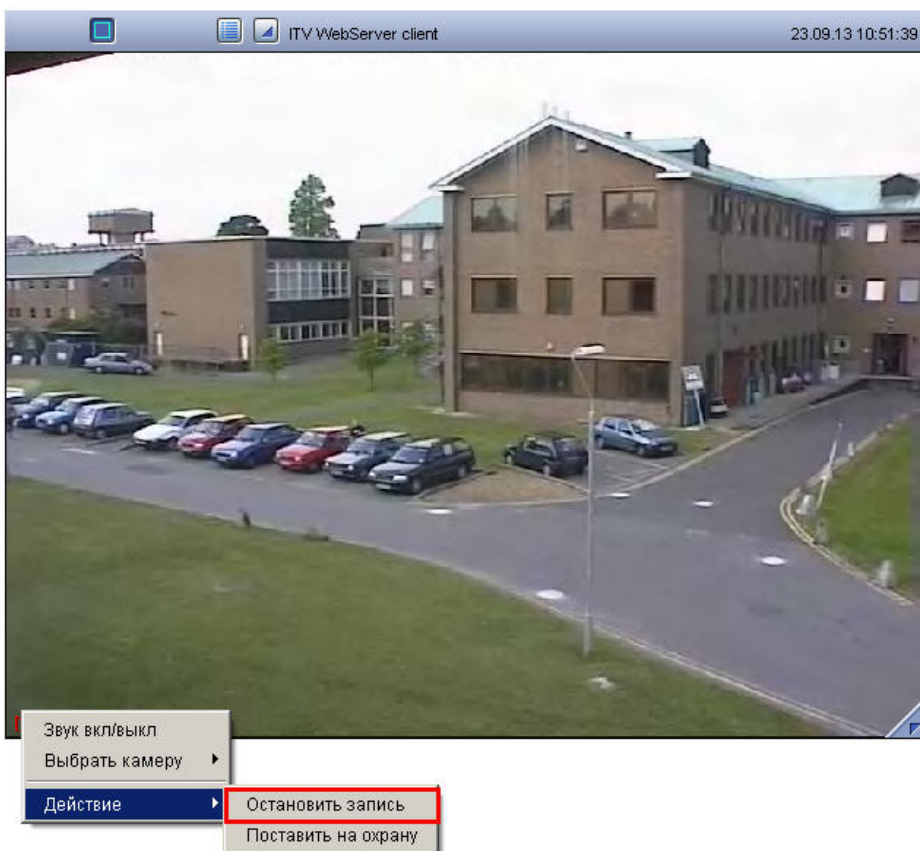 ITV WebServer client
23.09.13 10:51:39
Звук вкл/выкл
Выбрать камеру
Действие
Остановить запись
Поставить на охрану